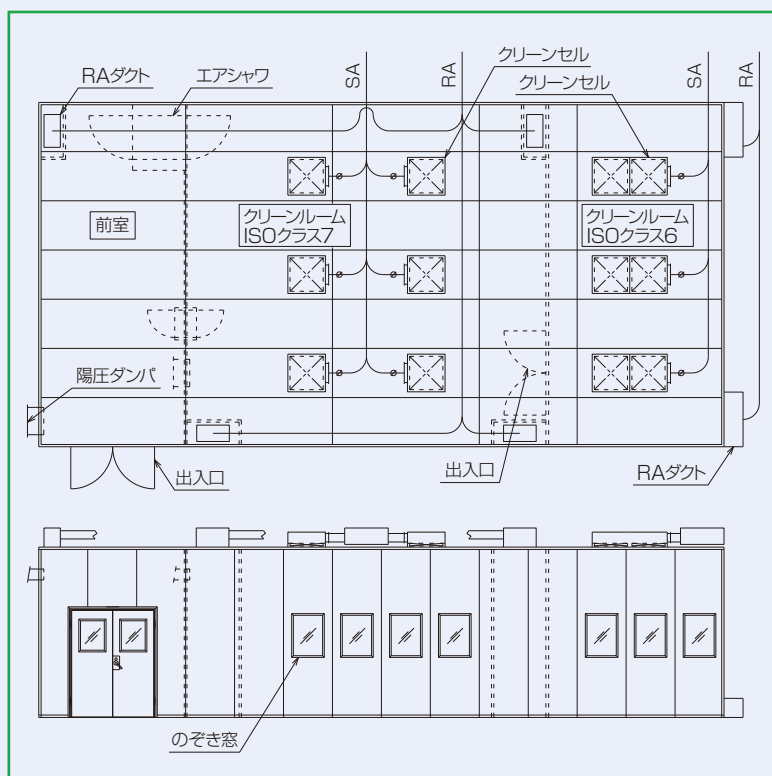 SA
RA
クリーンセル
SA
RA
RAダクト
エアシャワ
クリーンセル
前室
クリーンルーム
ISOクラス7
クリーンルーム
ISOクラス6
陽圧ダンパ
出入口
出入口
RAダクト
のぞき窓